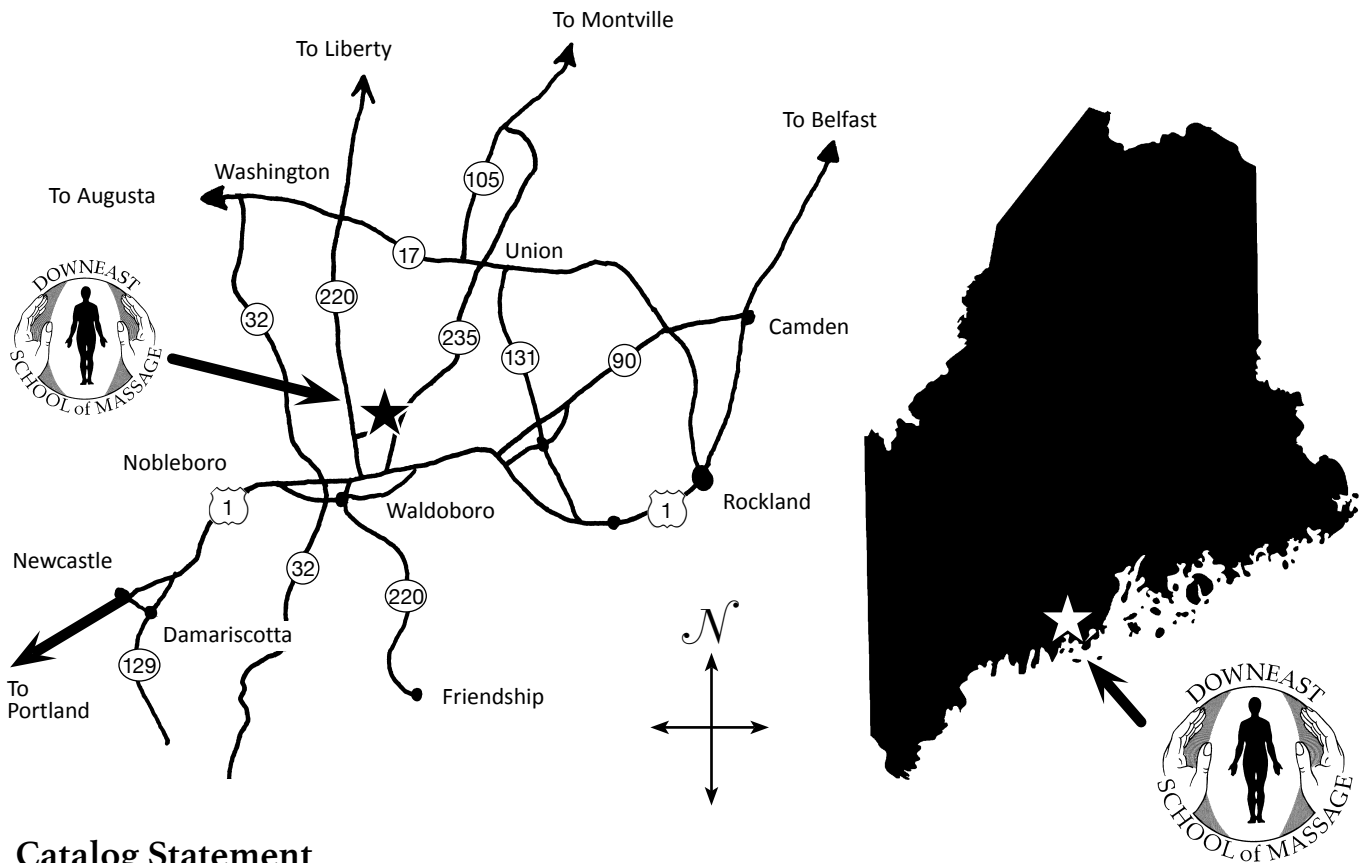 To Montville
To Liberty
To Belfast
Washington
105
To Augusta
17
Union
DOWNEAST
SCHOOL of MASSAGE
220
32
235
Camden
131
90
Nobleboro
1
Waldoboro
1
Rockland
Newcastle
32
220
N
Damariscotta
129
To
Portland
Friendship
DOWNEAST
SCHOOL of MASSAGE
Catalog Statement